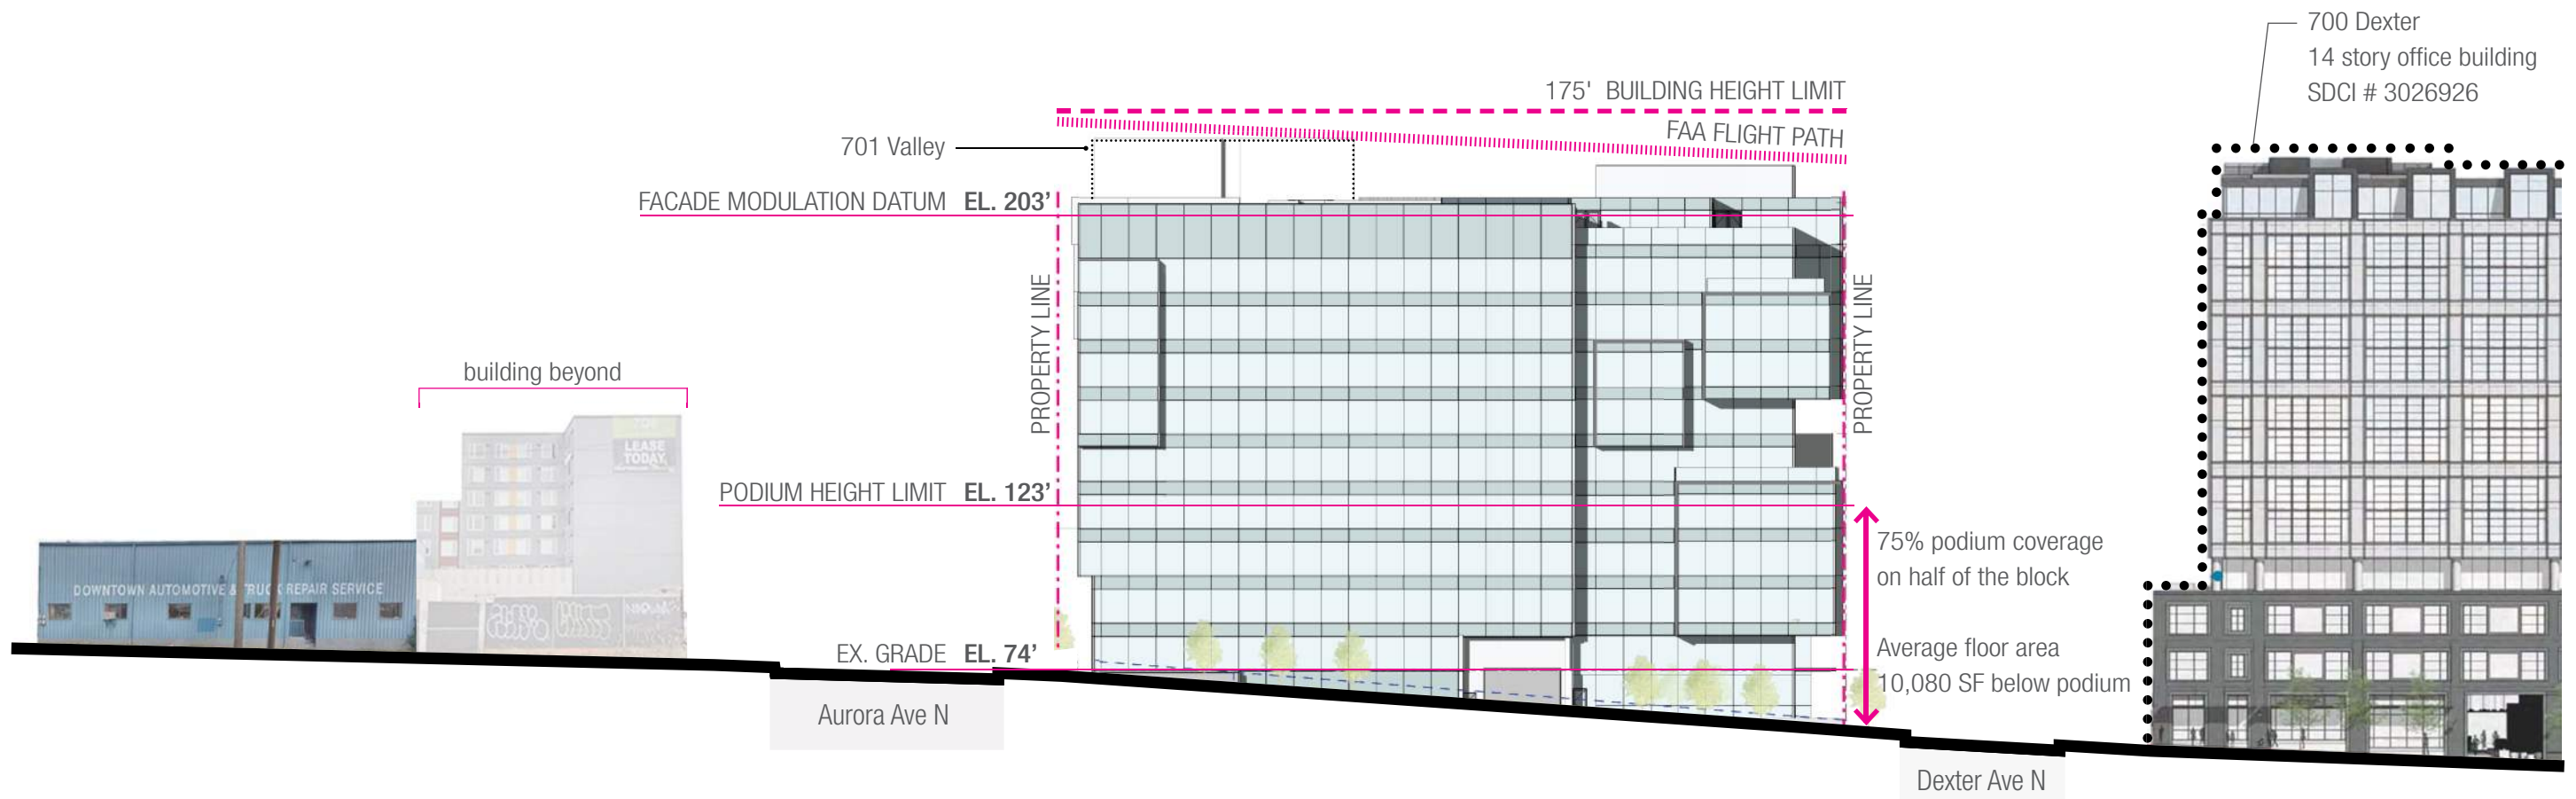 700 Dexter
14 story office building
SDCI # 3026926
175' BUILDING HEIGHT LIMIT
FAA FLIGHT PATH
701 Valley
FACADE MODULATION DATUM EL. 203'
PROPERTY LINE
PROPERTY LINE
building beyond
LEASE
TODAY
PODIUM HEIGHT LIMIT EL. 123'
75% podium coverage
on half of the block
DOWNTOWN AUTOMOTIVE & TRUCK REPAIR SERVICE
Average floor area
10,080 SF below podium
EX. GRADE EL. 74'
Aurora Ave N
Dexter Ave N